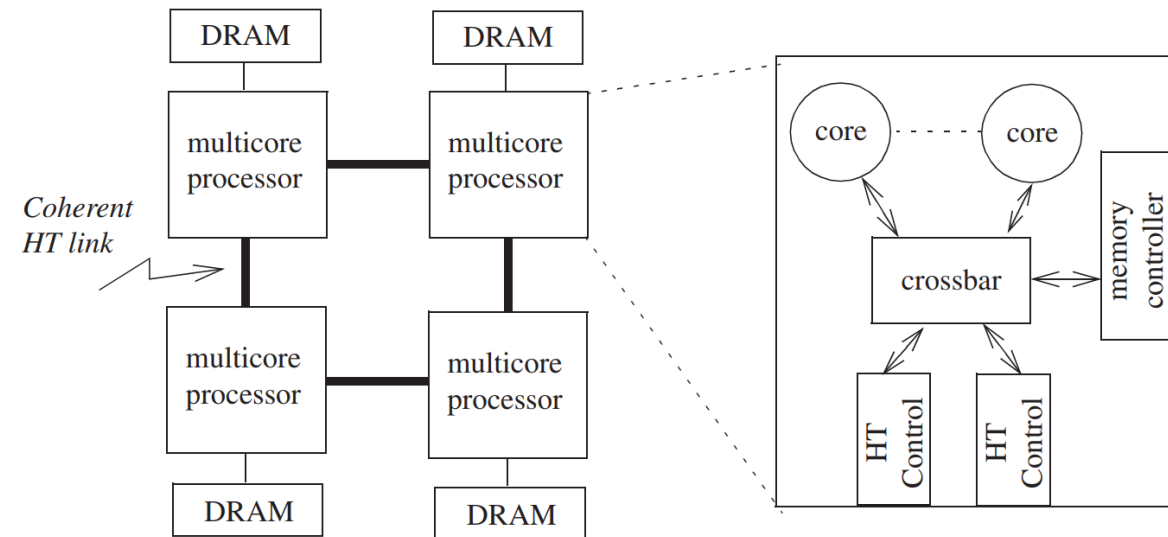 DRAM
DRAM
multicore
processor
multicore
processor
Coherent
HT link
multicore
processor
multicore
processor
DRAM
DRAM
core
core
crossbar
memory
controller
HT
Control
HT
Control